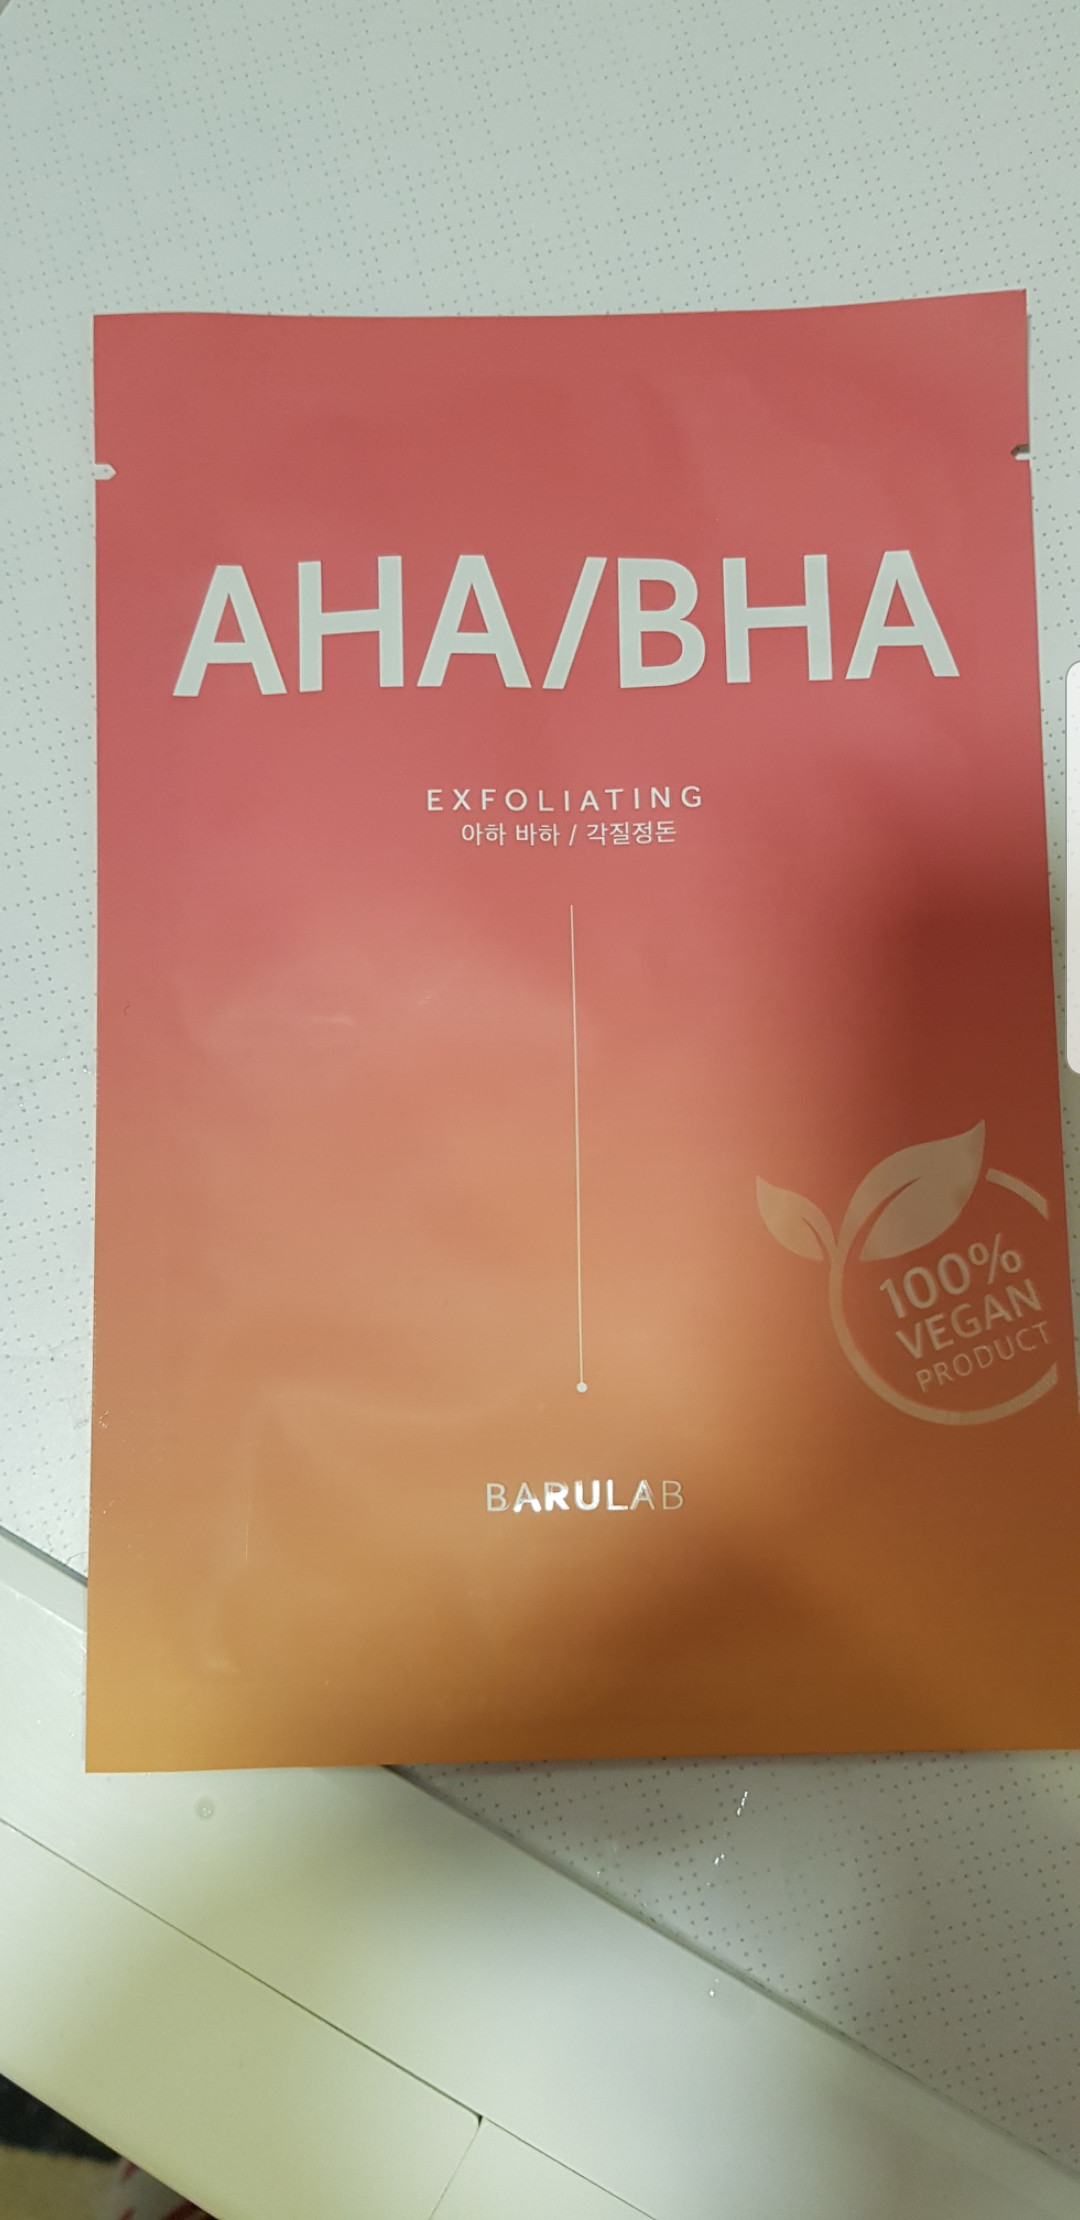 AHA/BHA
EXFOLIATING
아하 바하 / 각질정돈
100%
VEGAN
PRODUCT
BARULAB